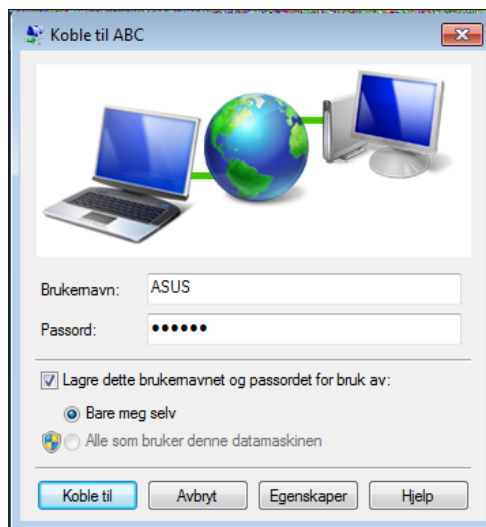 Koble til ABC
Brukernavn: ASUS
Passord: ••••••
Lagre dette brukernavnet og passordet for bruk av:
Bare meg selv
Alle som bruker denne datamaskinen
Koble til Avbryt Egenskaper Hjelp